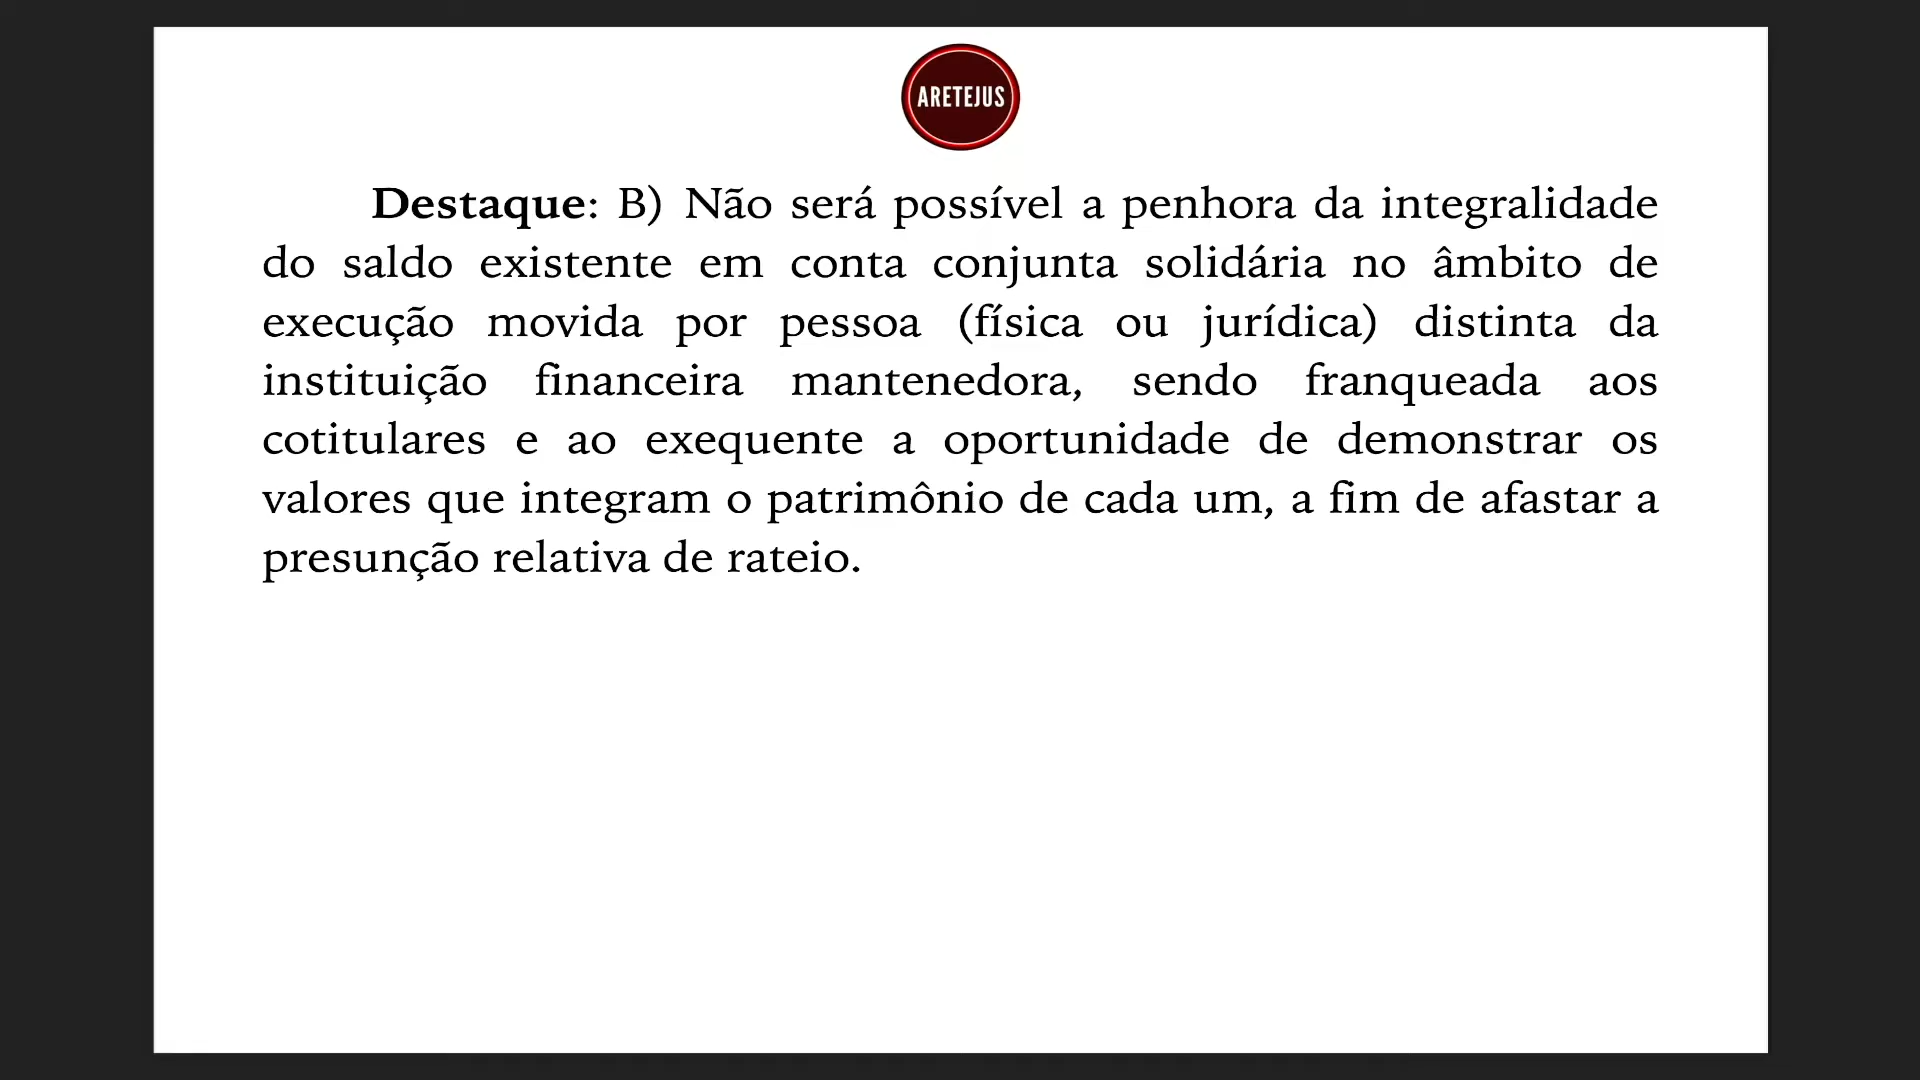 ARETEJUS
Destaque: B) Não será possível a penhora da integralidade
do saldo existente em conta conjunta solidária no âmbito de
execução movida por pessoa (física ou jurídica) distinta da
instituição financeira mantenedora, sendo franqueada aos
cotitulares e ao exequente a oportunidade de demonstrar os
valores que integram o patrimônio de cada um, a fim de afastar a
presunção relativa de rateio.